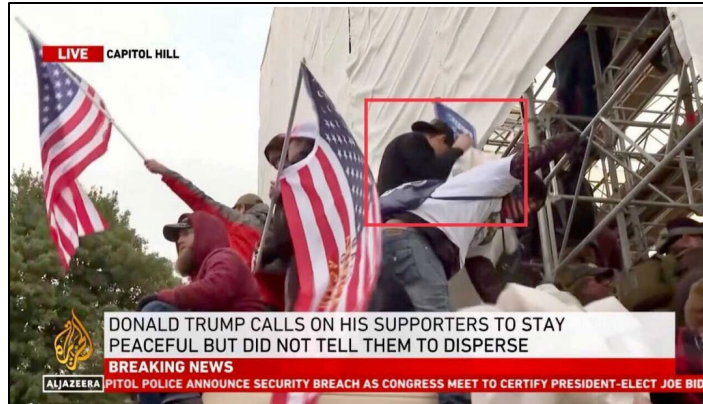 LIVE CAPITOL HILL
DONALD TRUMP CALLS ON HIS SUPPORTERS TO STAY
PEACEFUL BUT DID NOT TELL THEM TO DISPERSE
BREAKING NEWS
ALJAZEERA PITOL POLICE ANNOUNCE SECURITY BREACH AS CONGRESS MEET TO CERTIFY PRESIDENT-ELECT JOE BID